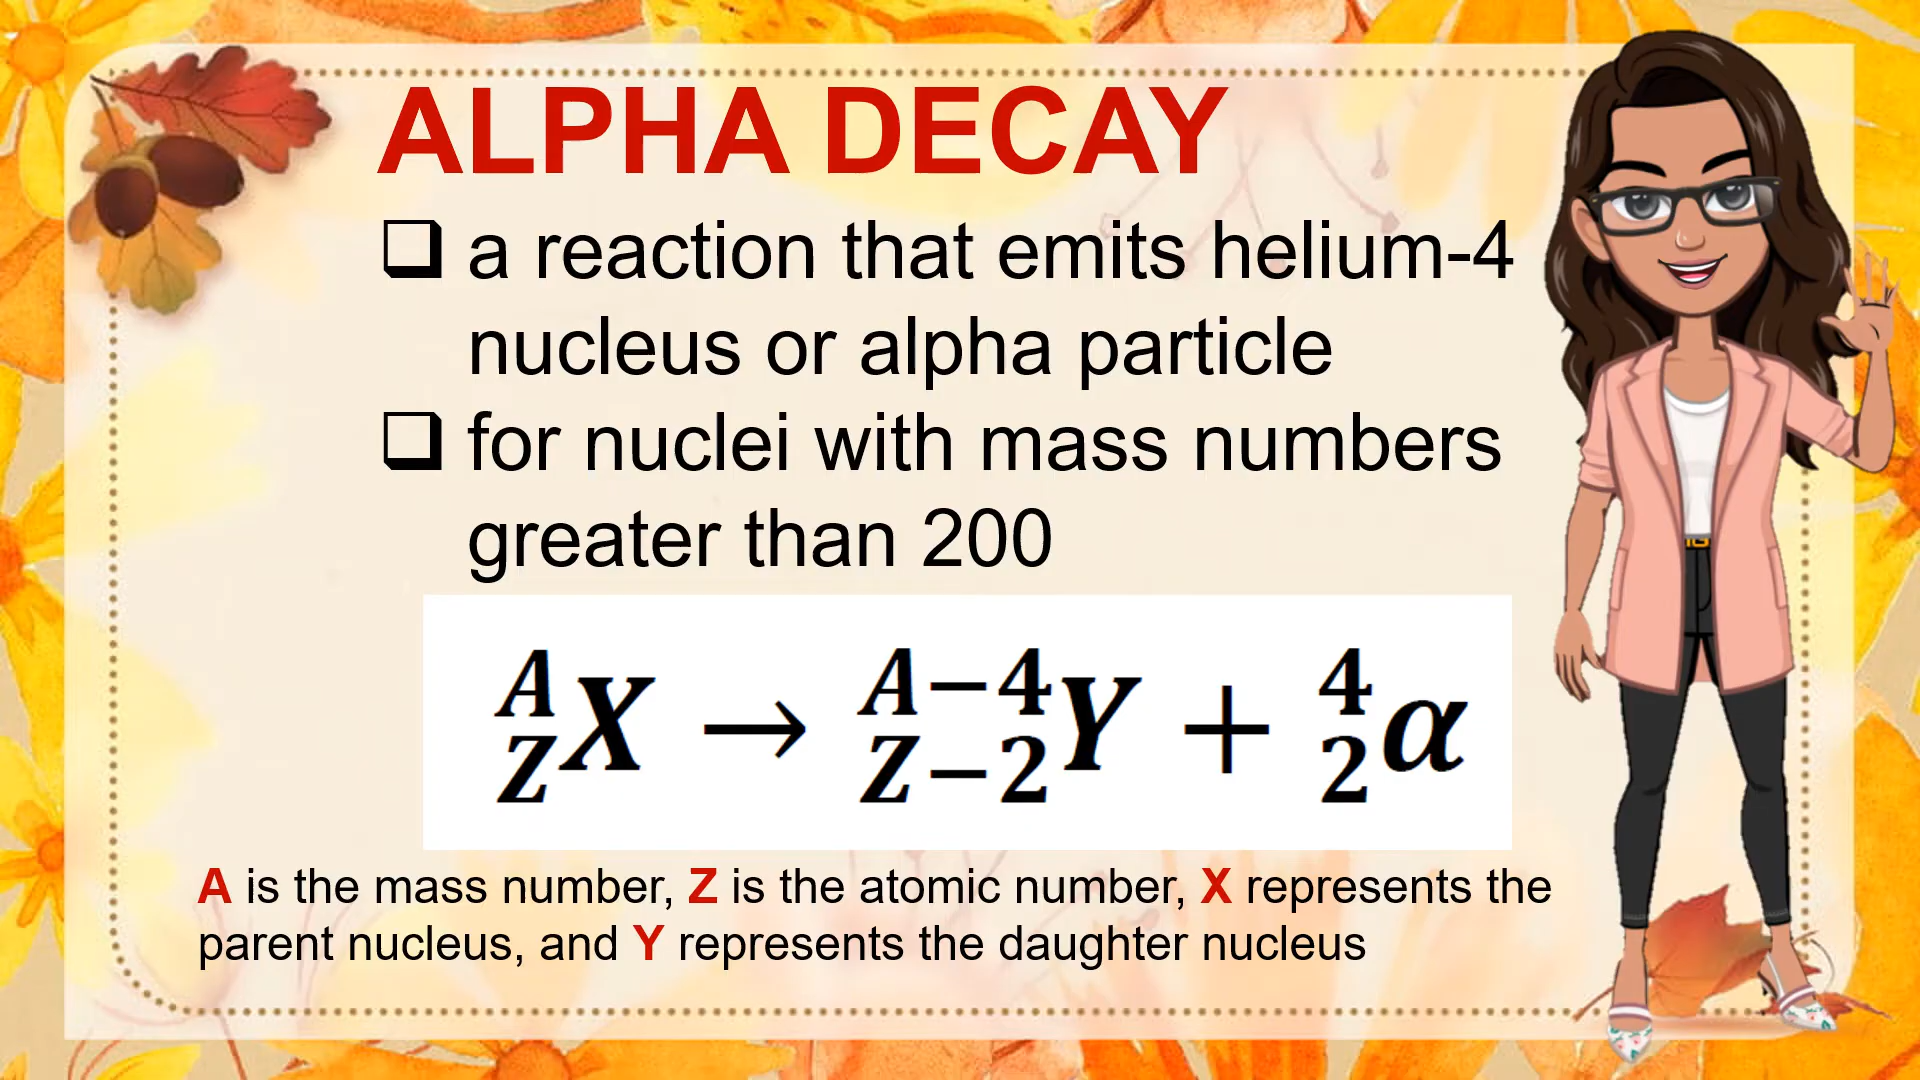 ALPHA DECAY
❑ a reaction that emits helium-4
nucleus or alpha particle
❑ for nuclei with mass numbers
greater than 200
$^{A}_{Z}X \rightarrow {}^{A-4}_{Z-2}Y + {}^{4}_{2}\alpha$
A is the mass number, Z is the atomic number, X represents the
parent nucleus, and Y represents the daughter nucleus